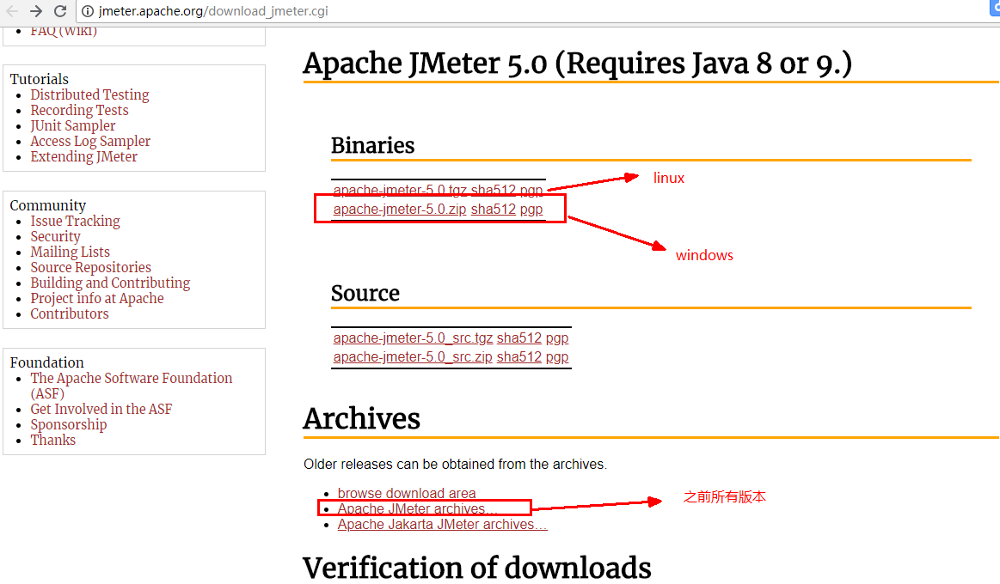 jmeter.apache.org/download_jmeter.cgi
FAQ (Wiki)
Tutorials
Distributed Testing
Recording Tests
JUnit Sampler
Access Log Sampler
Extending JMeter
Community
Issue Tracking
Security
Mailing Lists
Source Repositories
Building and Contributing
Project info at Apache
Contributors
Foundation
The Apache Software Foundation
(ASF)
Get Involved in the ASF
Sponsorship
Thanks
Apache JMeter 5.0 (Requires Java 8 or 9.)
Binaries
apache-jmeter-5.0.tgz sha512 pgp
linux
apache-jmeter-5.0.zip sha512 pgp
windows
Source
apache-jmeter-5.0_src.tgz sha512 pgp
apache-jmeter-5.0_src.zip sha512 pgp
Archives
Older releases can be obtained from the archives.
browse download area
Apache JMeter archives...
之前所有版本
Apache Jakarta JMeter archives...
Verification of downloads